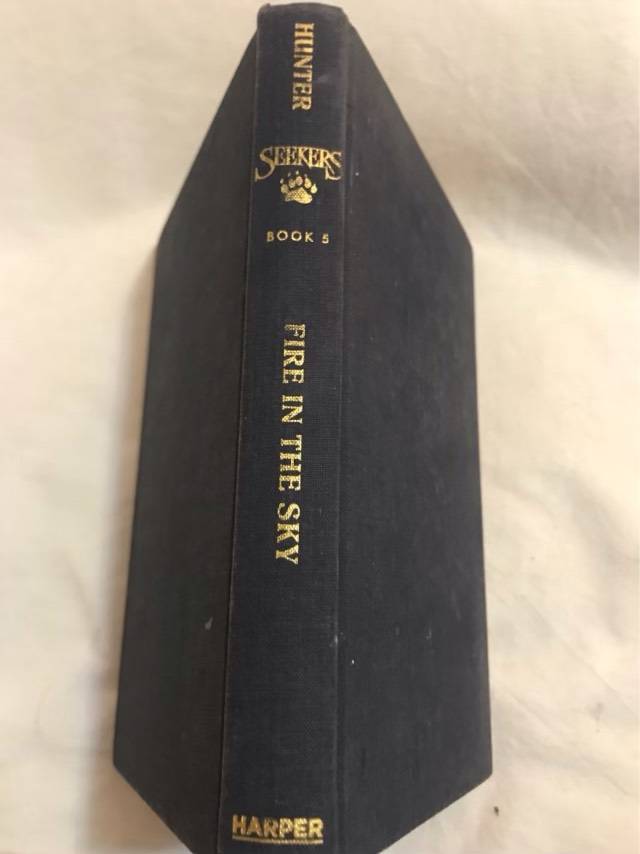 HUNTER
SEEKERS
BOOK 5
FIRE IN THE SKY
HARPER